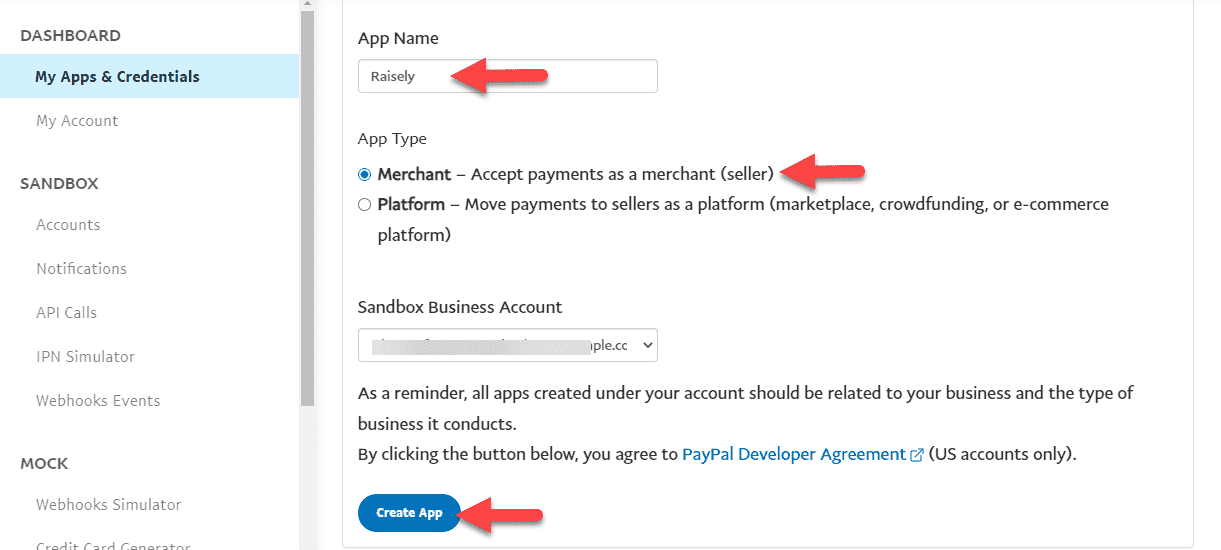 DASHBOARD
My Apps & Credentials
My Account
SANDBOX
Accounts
Notifications
API Calls
IPN Simulator
Webhooks Events
MOCK
Webhooks Simulator
Credit Card Generator
App Name
Raisely
App Type
Merchant – Accept payments as a merchant (seller)
Platform – Move payments to sellers as a platform (marketplace, crowdfunding, or e-commerce
platform)
Sandbox Business Account
As a reminder, all apps created under your account should be related to your business and the type of
business it conducts.
By clicking the button below, you agree to PayPal Developer Agreement (US accounts only).
Create App